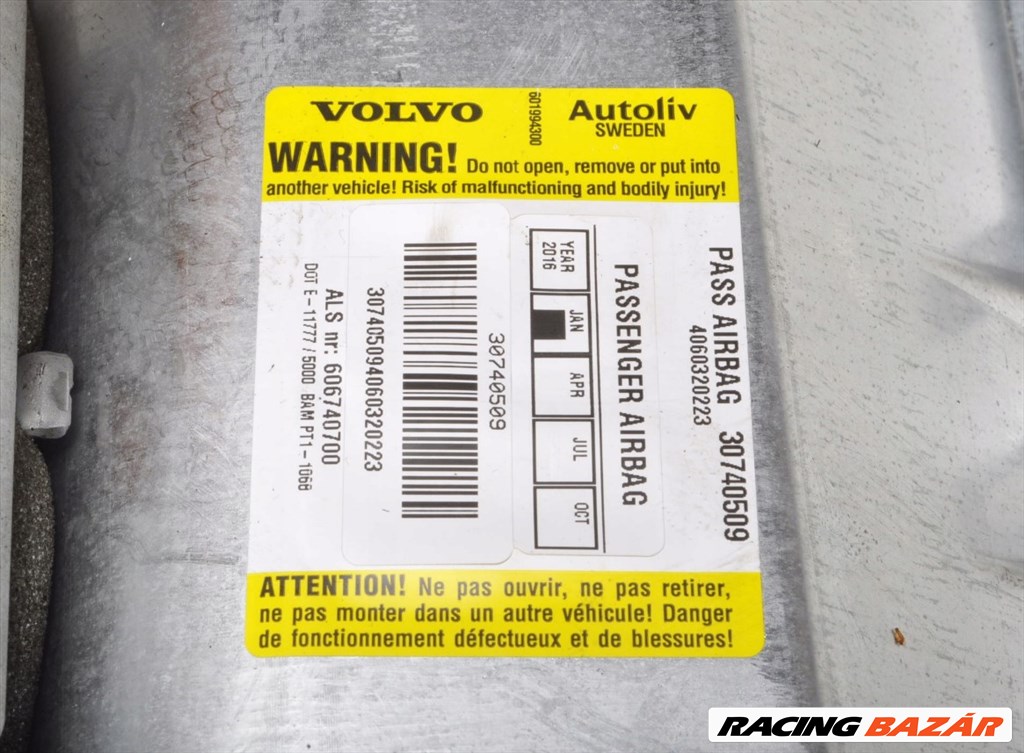 VOLVO
601994300
Autoliv
SWEDEN
WARNING! Do not open, remove or put into
another vehicle! Risk of malfunctioning and bodily injury!
PASS AIRBAG 30740509
4060320223
PASSENGER AIRBAG
YEAR
2016
JAN
APR
JUL
OCT
30740509
307405094060320223
ALS nr: 606740700
DOT E-11777/5000 BAM PT1-1068
ATTENTION! Ne pas ouvrir, ne pas retirer,
ne pas monter dans un autre véhicule! Danger
de fonctionnement défectueux et de blessures!
RACING BAZÁR